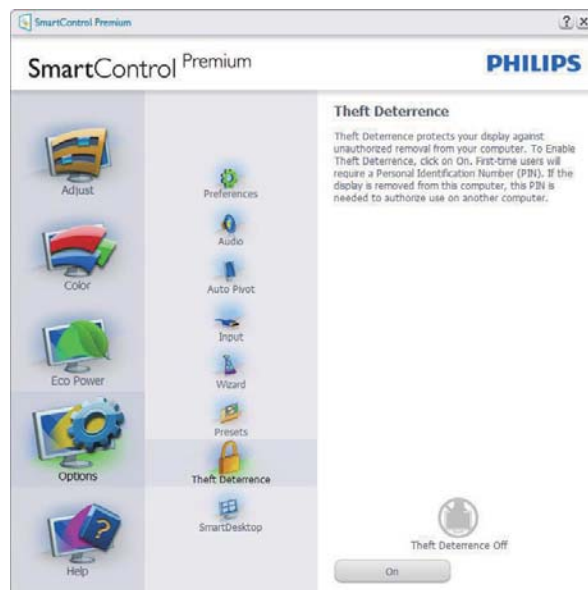 SmartControl Premium
? X
SmartControl Premium
PHILIPS
Adjust
Color
Eco Power
Options
Help
Preferences
Audio
Auto Pivot
Input
Wizard
Presets
Theft Deterrence
SmartDesktop
Theft Deterrence
Theft Deterrence protects your display against
unauthorized removal from your computer. To Enable
Theft Deterrence, click on On. First-time users will
require a Personal Identification Number (PIN). If the
display is removed from this computer, this PIN is
needed to authorize use on another computer.
Theft Deterrence Off
On